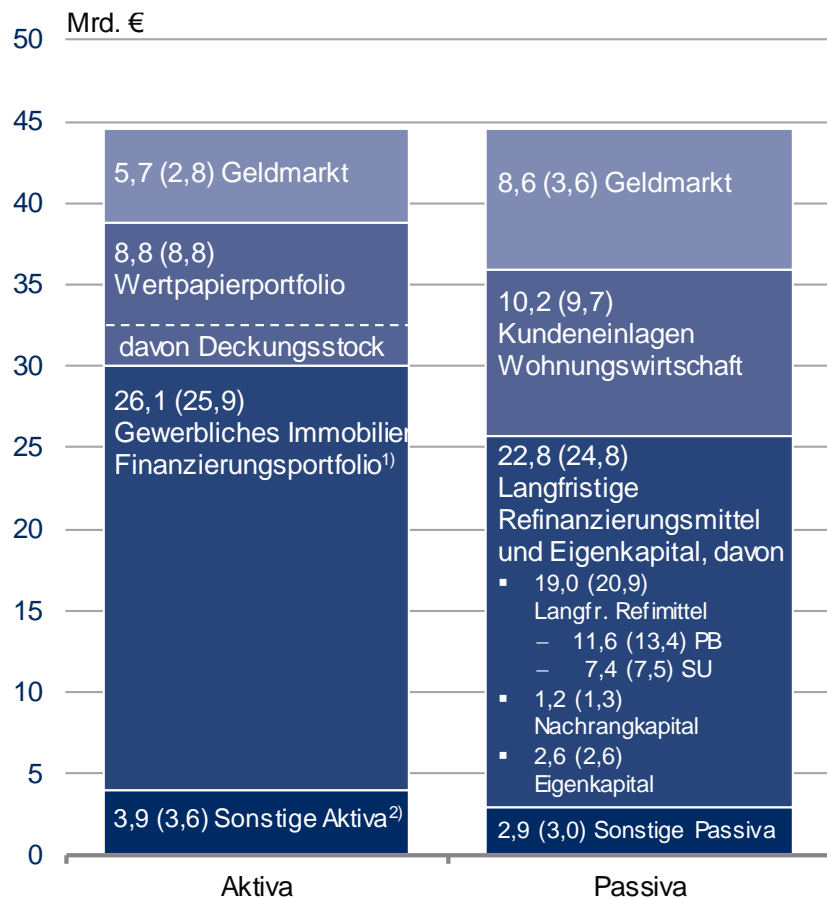 Mrd. €
50
45
40
35
30
25
20
15
10
5
0
5,7 (2,8) Geldmarkt
8,8 (8,8)
Wertpapierportfolio
davon Deckungsstock
26,1 (25,9)
Gewerbliches Immobilien
Finanzierungsportfolio1)
3,9 (3,6) Sonstige Aktiva2)
Aktiva
8,6 (3,6) Geldmarkt
10,2 (9,7)
Kundeneinlagen
Wohnungswirtschaft
22,8 (24,8)
Langfristige
Refinanzierungsmittel
und Eigenkapital, davon
▪ 19,0 (20,9)
Langfr. Refimittel
– 11,6 (13,4) PB
– 7,4 (7,5) SU
▪ 1,2 (1,3)
Nachrangkapital
▪ 2,6 (2,6)
Eigenkapital
2,9 (3,0) Sonstige Passiva
Passiva